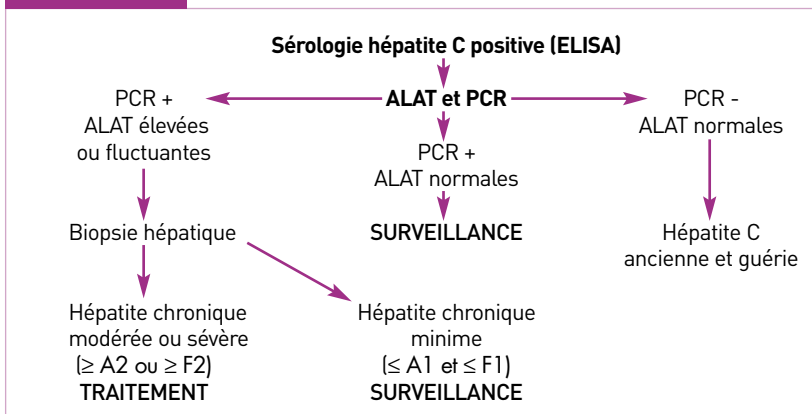 Sérologie hépatite C positive (ELISA)
ALAT et PCR
PCR +
ALAT élevées
ou fluctuantes
PCR +
ALAT normales
PCR -
ALAT normales
Biopsie hépatique
SURVEILLANCE
Hépatite C
ancienne et guérie
Hépatite chronique
modérée ou sévère
(≥ A2 ou ≥ F2)
TRAITEMENT
Hépatite chronique
minime
(≤ A1 et ≤ F1)
SURVEILLANCE